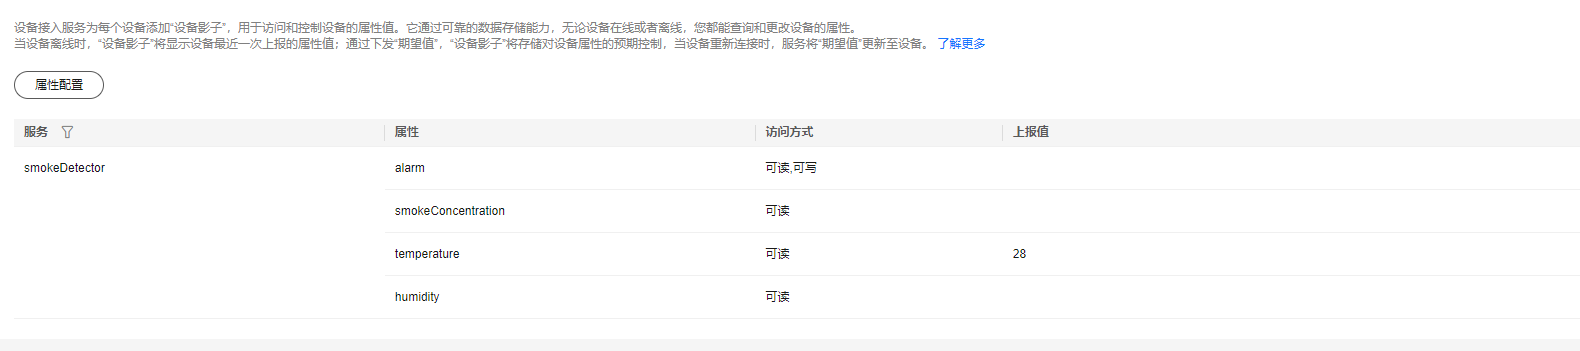 设备接入服务为每个设备添加“设备影子”，用于访问和控制设备的属性值。它通过可靠的数据存储能力，无论设备在线或者离线，您都能查询和更改设备的属性。
当设备离线时，“设备影子”将显示设备最近一次上报的属性值；通过下发“期望值”，“设备影子”将存储对设备属性的预期控制，当设备重新连接时，服务将“期望值”更新至设备。 了解更多
属性配置
服务 属性 访问方式 上报值
smokeDetector alarm 可读,可写
smokeConcentration 可读
temperature 可读 28
humidity 可读